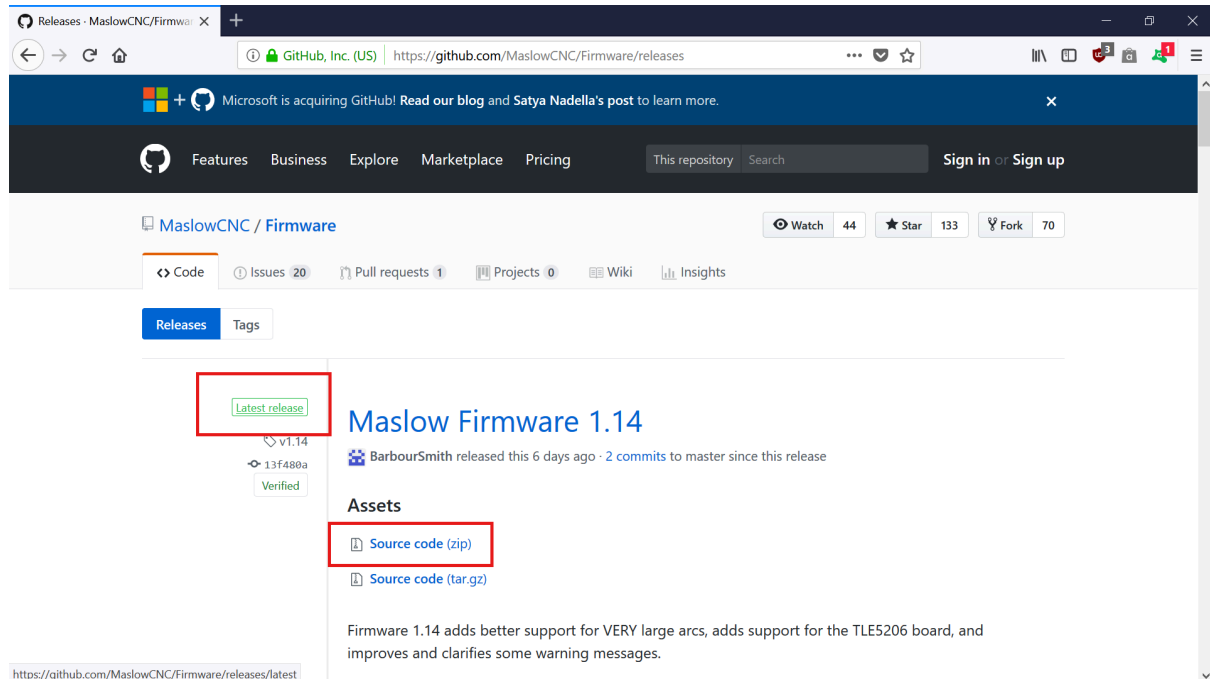 Releases · MaslowCNC/Firmwar
GitHub, Inc. (US) https://github.com/MaslowCNC/Firmware/releases
3
1
Microsoft is acquiring GitHub! Read our blog and Satya Nadella's post to learn more.
Features Business Explore Marketplace Pricing This repository Search Sign in or Sign up
MaslowCNC / Firmware
Watch 44 Star 133 Fork 70
Code Issues 20 Pull requests 1 Projects 0 Wiki Insights
Releases Tags
Latest release
v1.14
13f480a
Verified
Maslow Firmware 1.14
BarbourSmith released this 6 days ago · 2 commits to master since this release
Assets
Source code (zip)
Source code (tar.gz)
Firmware 1.14 adds better support for VERY large arcs, adds support for the TLE5206 board, and
improves and clarifies some warning messages.
https://github.com/MaslowCNC/Firmware/releases/latest